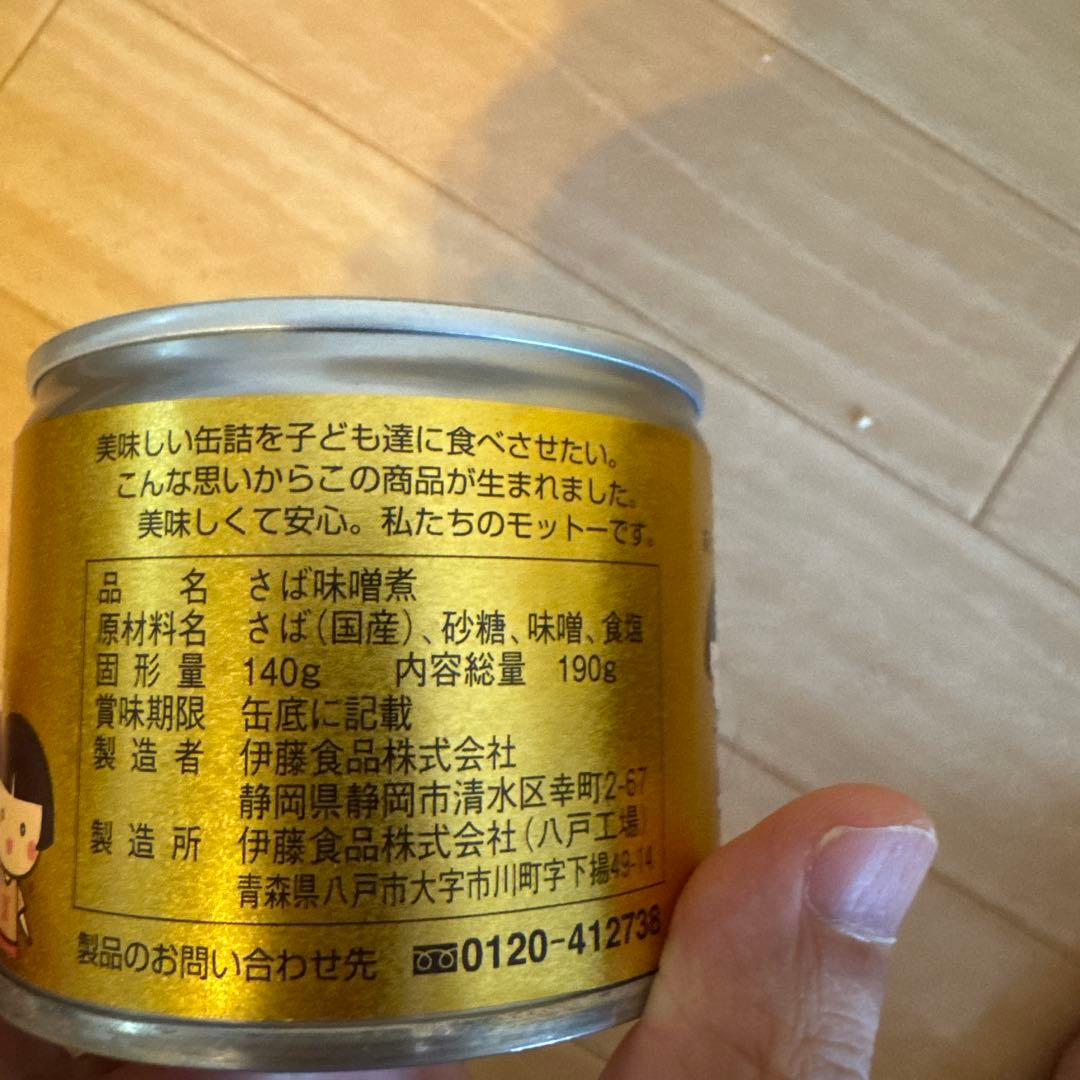 美味しい缶詰を子ども達に食べさせたい。
こんな思いからこの商品が生まれました。
美味しくて安心。私たちのモットーです。
品名 さば味噌煮
原材料名 さば(国産)、砂糖、味噌、食塩
固形量 140g 内容総量 190g
賞味期限 缶底に記載
製造者 伊藤食品株式会社
静岡県静岡市清水区幸町2-67
製造所 伊藤食品株式会社(八戸工場)
青森県八戸市大字市川町字下揚49-14
製品のお問い合わせ先 0120-412738